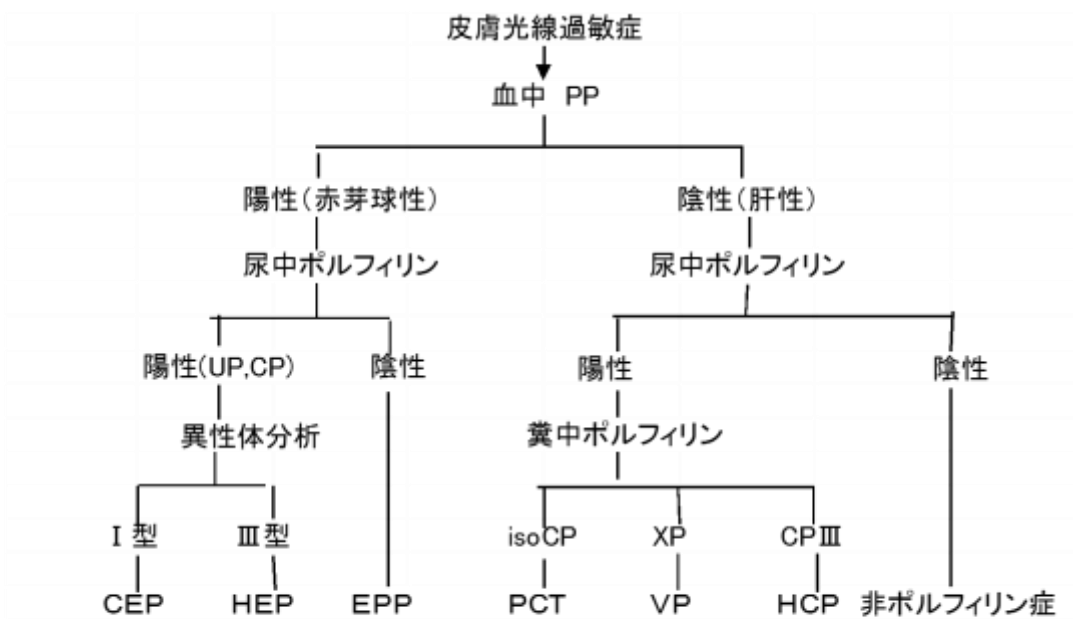 皮膚光線過敏症
血中 PP
陽性(赤芽球性) 陰性(肝性)
尿中ポルフィリン 尿中ポルフィリン
陽性(UP,CP) 陰性 陽性 陰性
異性体分析 糞中ポルフィリン
Ⅰ型 Ⅲ型 isoCP XP CPⅢ
CEP HEP EPP PCT VP HCP 非ポルフィリン症